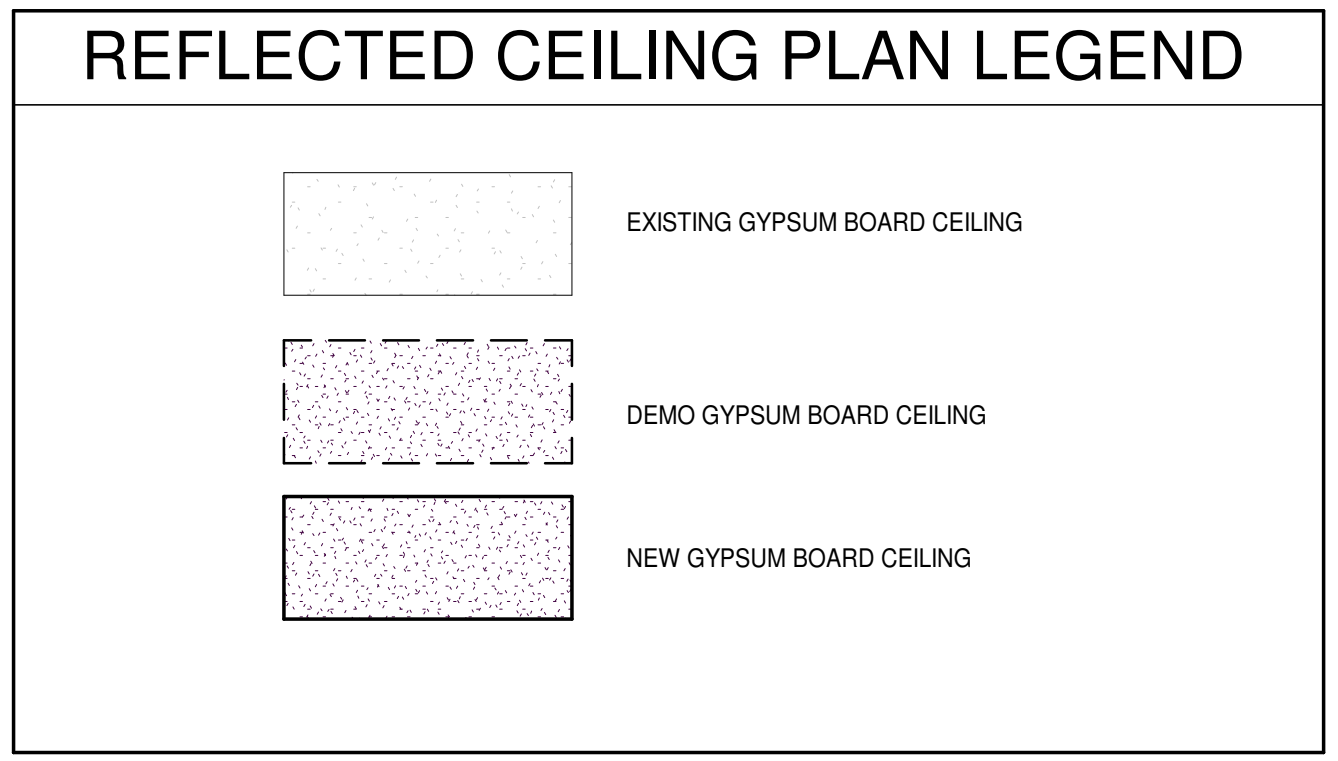 REFLECTED CEILING PLAN LEGEND
EXISTING GYPSUM BOARD CEILING
DEMO GYPSUM BOARD CEILING
NEW GYPSUM BOARD CEILING